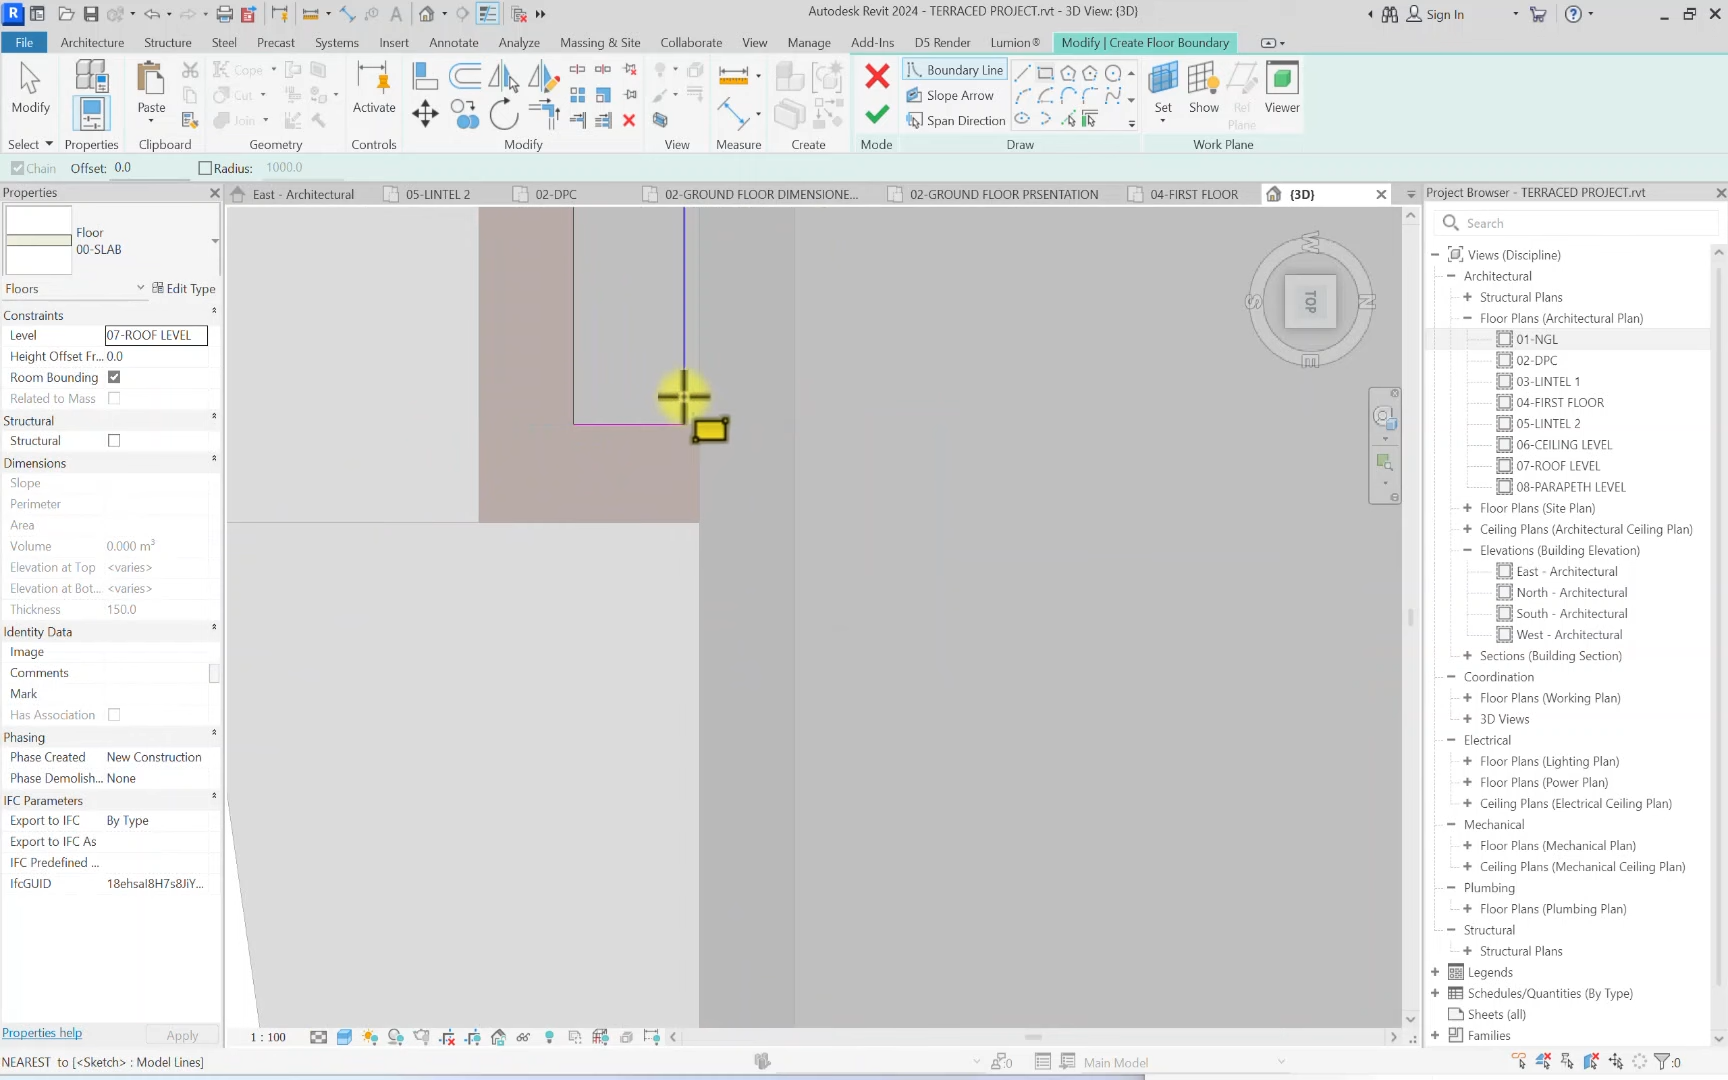 Autodesk Revit 2024 - TERRACED PROJECT.rvt - 3D View: {3D}
Sign In
File Architecture Structure Steel Precast Systems Insert Annotate Analyze Massing & Site Collaborate View Manage Add-Ins D5 Render Lumion® Modify | Create Floor Boundary
Modify
Paste
Cope
Cut
Join
Activate
Boundary Line
Slope Arrow
Span Direction
Set
Show
Ref Plane
Viewer
Select Properties Clipboard Geometry Controls Modify View Measure Create Mode Draw Work Plane
Chain Offset: 0.0 Radius: 1000.0
Properties
East - Architectural 05-LINTEL 2 02-DPC 02-GROUND FLOOR DIMENSIONE... 02-GROUND FLOOR PRSENTATION 04-FIRST FLOOR {3D}
Project Browser - TERRACED PROJECT.rvt
Floor
00-SLAB
Floors Edit Type
Constraints
Level 07-ROOF LEVEL
Height Offset Fr... 0.0
Room Bounding
Related to Mass
Structural
Structural
Dimensions
Slope
Perimeter
Area
Volume 0.000 m³
Elevation at Top <varies>
Elevation at Bot... <varies>
Thickness 150.0
Identity Data
Image
Comments
Mark
Has Association
Phasing
Phase Created New Construction
Phase Demolish... None
IFC Parameters
Export to IFC By Type
Export to IFC As
IFC Predefined ...
IfcGUID 18ehsaI8H7s8JiY...
Properties help Apply
W
S
TOP
N
E
Search
Views (Discipline)
Architectural
Structural Plans
Floor Plans (Architectural Plan)
01-NGL
02-DPC
03-LINTEL 1
04-FIRST FLOOR
05-LINTEL 2
06-CEILING LEVEL
07-ROOF LEVEL
08-PARAPETH LEVEL
Floor Plans (Site Plan)
Ceiling Plans (Architectural Ceiling Plan)
Elevations (Building Elevation)
East - Architectural
North - Architectural
South - Architectural
West - Architectural
Sections (Building Section)
Coordination
Floor Plans (Working Plan)
3D Views
Electrical
Floor Plans (Lighting Plan)
Floor Plans (Power Plan)
Ceiling Plans (Electrical Ceiling Plan)
Mechanical
Floor Plans (Mechanical Plan)
Ceiling Plans (Mechanical Ceiling Plan)
Plumbing
Floor Plans (Plumbing Plan)
Structural
Structural Plans
Legends
Schedules/Quantities (By Type)
Sheets (all)
Families
1 : 100
NEAREST to [<Sketch> : Model Lines]
:0
Main Model
:0